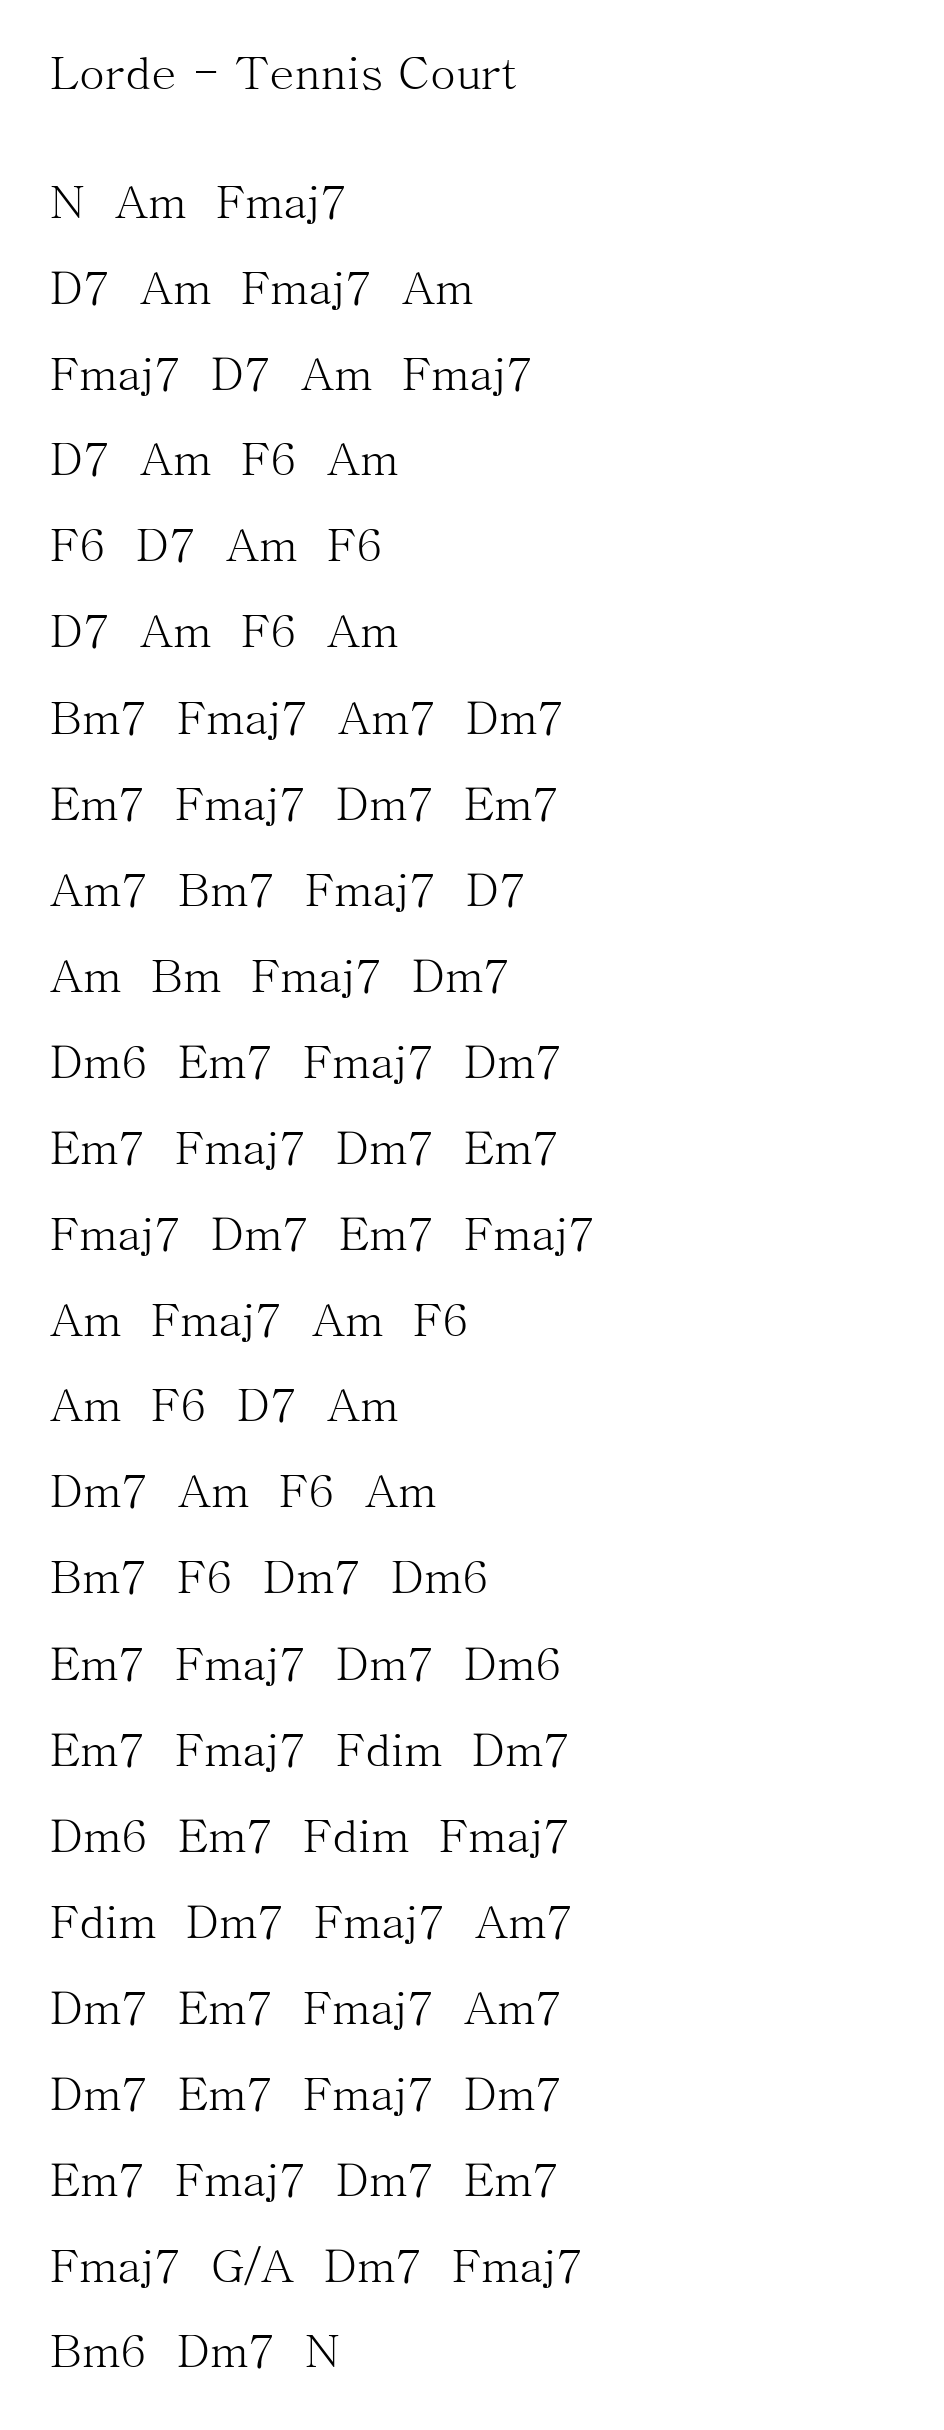 Lorde - Tennis Court
N Am Fmaj7
D7 Am Fmaj7 Am
Fmaj7 D7 Am Fmaj7
D7 Am F6 Am
F6 D7 Am F6
D7 Am F6 Am
Bm7 Fmaj7 Am7 Dm7
Em7 Fmaj7 Dm7 Em7
Am7 Bm7 Fmaj7 D7
Am Bm Fmaj7 Dm7
Dm6 Em7 Fmaj7 Dm7
Em7 Fmaj7 Dm7 Em7
Fmaj7 Dm7 Em7 Fmaj7
Am Fmaj7 Am F6
Am F6 D7 Am
Dm7 Am F6 Am
Bm7 F6 Dm7 Dm6
Em7 Fmaj7 Dm7 Dm6
Em7 Fmaj7 Fdim Dm7
Dm6 Em7 Fdim Fmaj7
Fdim Dm7 Fmaj7 Am7
Dm7 Em7 Fmaj7 Am7
Dm7 Em7 Fmaj7 Dm7
Em7 Fmaj7 Dm7 Em7
Fmaj7 G/A Dm7 Fmaj7
Bm6 Dm7 N